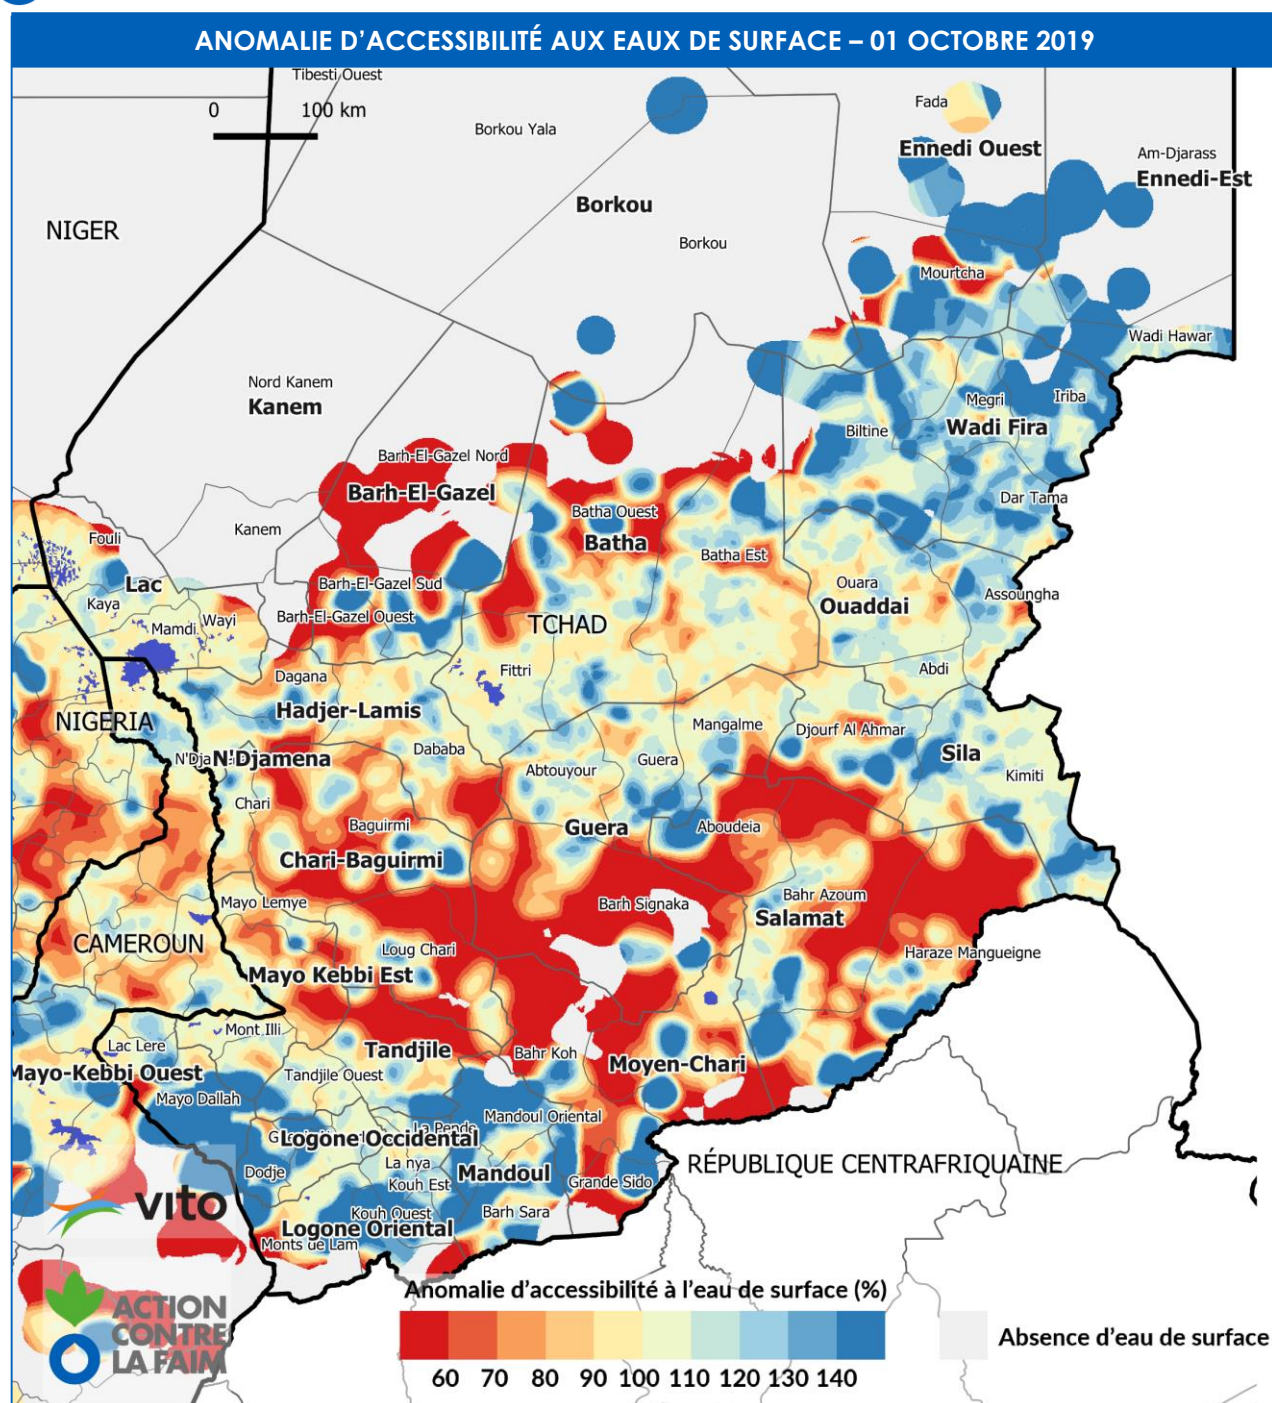 ANOMALIE D'ACCESSIBILITÉ AUX EAUX DE SURFACE – 01 OCTOBRE 2019
Tibesti Ouest
0 100 km
Fada
Borkou Yala
Ennedi Ouest
Am-Djarass
Ennedi-Est
Borkou
NIGER
Borkou
Mourtcha
Wadi Hawar
Nord Kanem
Kanem
Megri
Iriba
Biltine
Wadi Fira
Barh-El-Gazel Nord
Barh-El-Gazel
Dar Tama
Batha Ouest
Kanem
Fouli
Batha
Batha Est
Lac
Barh-El-Gazel Sud
Ouara
Assoungha
Kaya
Ouaddai
Wayi
Barh-El-Gazel Ouest
Mamdi
TCHAD
Fittri
Abdi
Dagana
Hadjer-Lamis
NIGERIA
Mangalme
Djourf Al Ahmar
Dababa
Sila
N'Dja
N'Djamena
Guera
Abtouyour
Kimiti
Chari
Baguirmi
Guera
Aboudeia
Chari-Baguirmi
Bahr Azoum
Mayo Lemye
Barh Signaka
Salamat
CAMEROUN
Loug Chari
Haraze Mangueigne
Mayo Kebbi Est
Mont Illi
Lac Lere
Tandjile
Bahr Koh
Moyen-Chari
Mayo-Kebbi Ouest
Tandjile Ouest
Mayo Dallah
Mandoul Oriental
La Pende
Logone Occidental
La nya
RÉPUBLIQUE CENTRAFRIQUAINE
Dodje
Mandoul
Kouh Est
Grande Sido
vito
Kouh Ouest
Barh Sara
Logone Oriental
Monts de Lam
Anomalie d'accessibilité à l'eau de surface (%)
ACTION
CONTRE
LA FAIM
Absence d'eau de surface
60 70 80 90 100 110 120 130 140